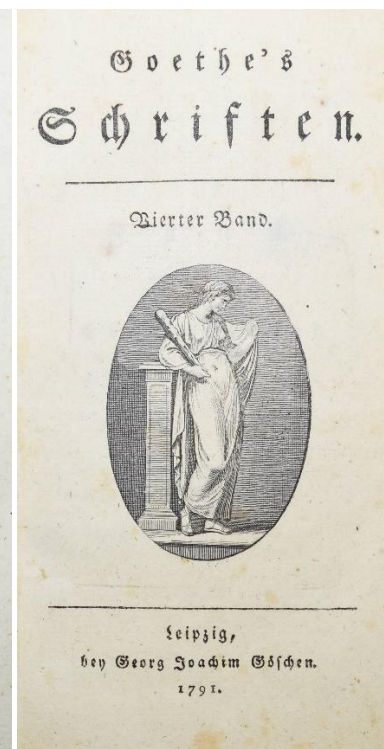 Goethe's
Schriften.
Vierter Band.
Leipzig,
bey Georg Joachim Göschen.
1791.